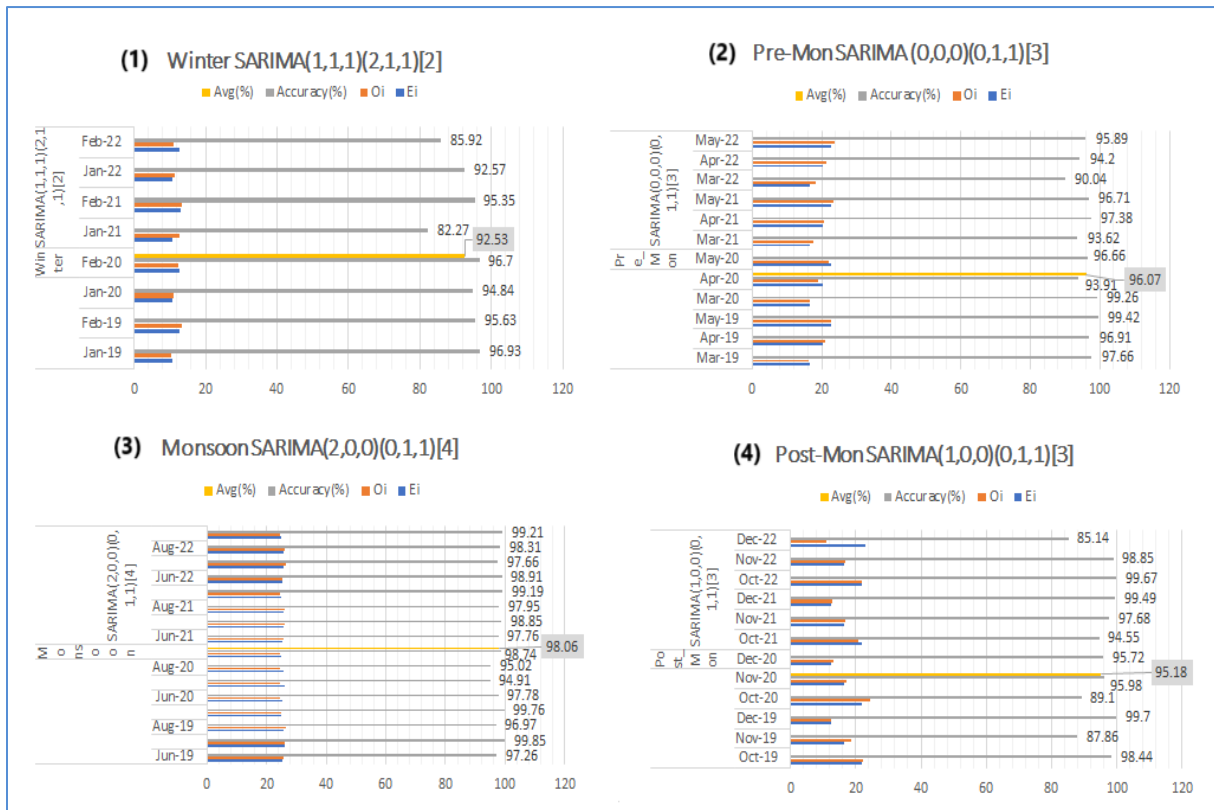 (1) Winter SARIMA(1,1,1)(2,1,1)[2]
Avg(%) Accuracy(%) Oi Ei
Winter
SARIMA(1,1,1)(2,1,1)[2]
Feb-22 85.92
Jan-22 92.57
Feb-21 95.35
Jan-21 82.27
92.53
Feb-20 96.7
Jan-20 94.84
Feb-19 95.63
Jan-19 96.93
0 20 40 60 80 100 120
(2) Pre-Mon SARIMA (0,0,0)(0,1,1)[3]
Avg(%) Accuracy(%) Oi Ei
Pre_Mon
SARIMA(0,0,0)(0,1,1)[3]
May-22 95.89
Apr-22 94.2
Mar-22 90.04
May-21 96.71
Apr-21 97.38
Mar-21 93.62
May-20 96.66
Apr-20 93.91
96.07
Mar-20 99.26
May-19 99.42
Apr-19 96.91
Mar-19 97.66
0 20 40 60 80 100 120
(3) Monsoon SARIMA(2,0,0)(0,1,1)[4]
Avg(%) Accuracy(%) Oi Ei
Monsoon
SARIMA(2,0,0)(0,1,1)[4]
99.21
Aug-22 98.31
97.66
Jun-22 98.91
99.19
Aug-21 97.95
98.85
Jun-21 97.76
98.06
98.74
Aug-20 95.02
94.91
Jun-20 97.78
99.76
Aug-19 96.97
99.85
Jun-19 97.26
0 20 40 60 80 100 120
(4) Post-Mon SARIMA(1,0,0)(0,1,1)[3]
Avg(%) Accuracy(%) Oi Ei
Post_Mon
SARIMA(1,0,0)(0,1,1)[3]
Dec-22 85.14
Nov-22 98.85
Oct-22 99.67
Dec-21 99.49
Nov-21 97.68
Oct-21 94.55
Dec-20 95.72
95.18
Nov-20 95.98
Oct-20 89.1
Dec-19 99.7
Nov-19 87.86
Oct-19 98.44
0 20 40 60 80 100 120